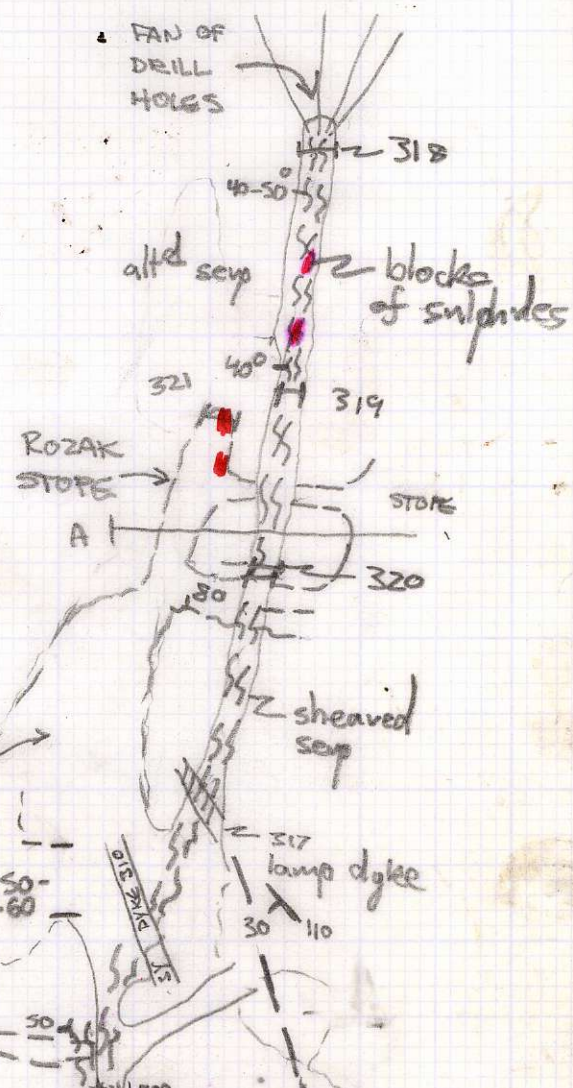 FAN OF
DRILL
HOLES
318
40-50°
altd serp
blocks
of sulphides
40°
321
319
ROZAK
STOPE
STOPE
A
320
80
sheared
serp
317
lamp dyke
50-
60
DYKE 310
30
110
50